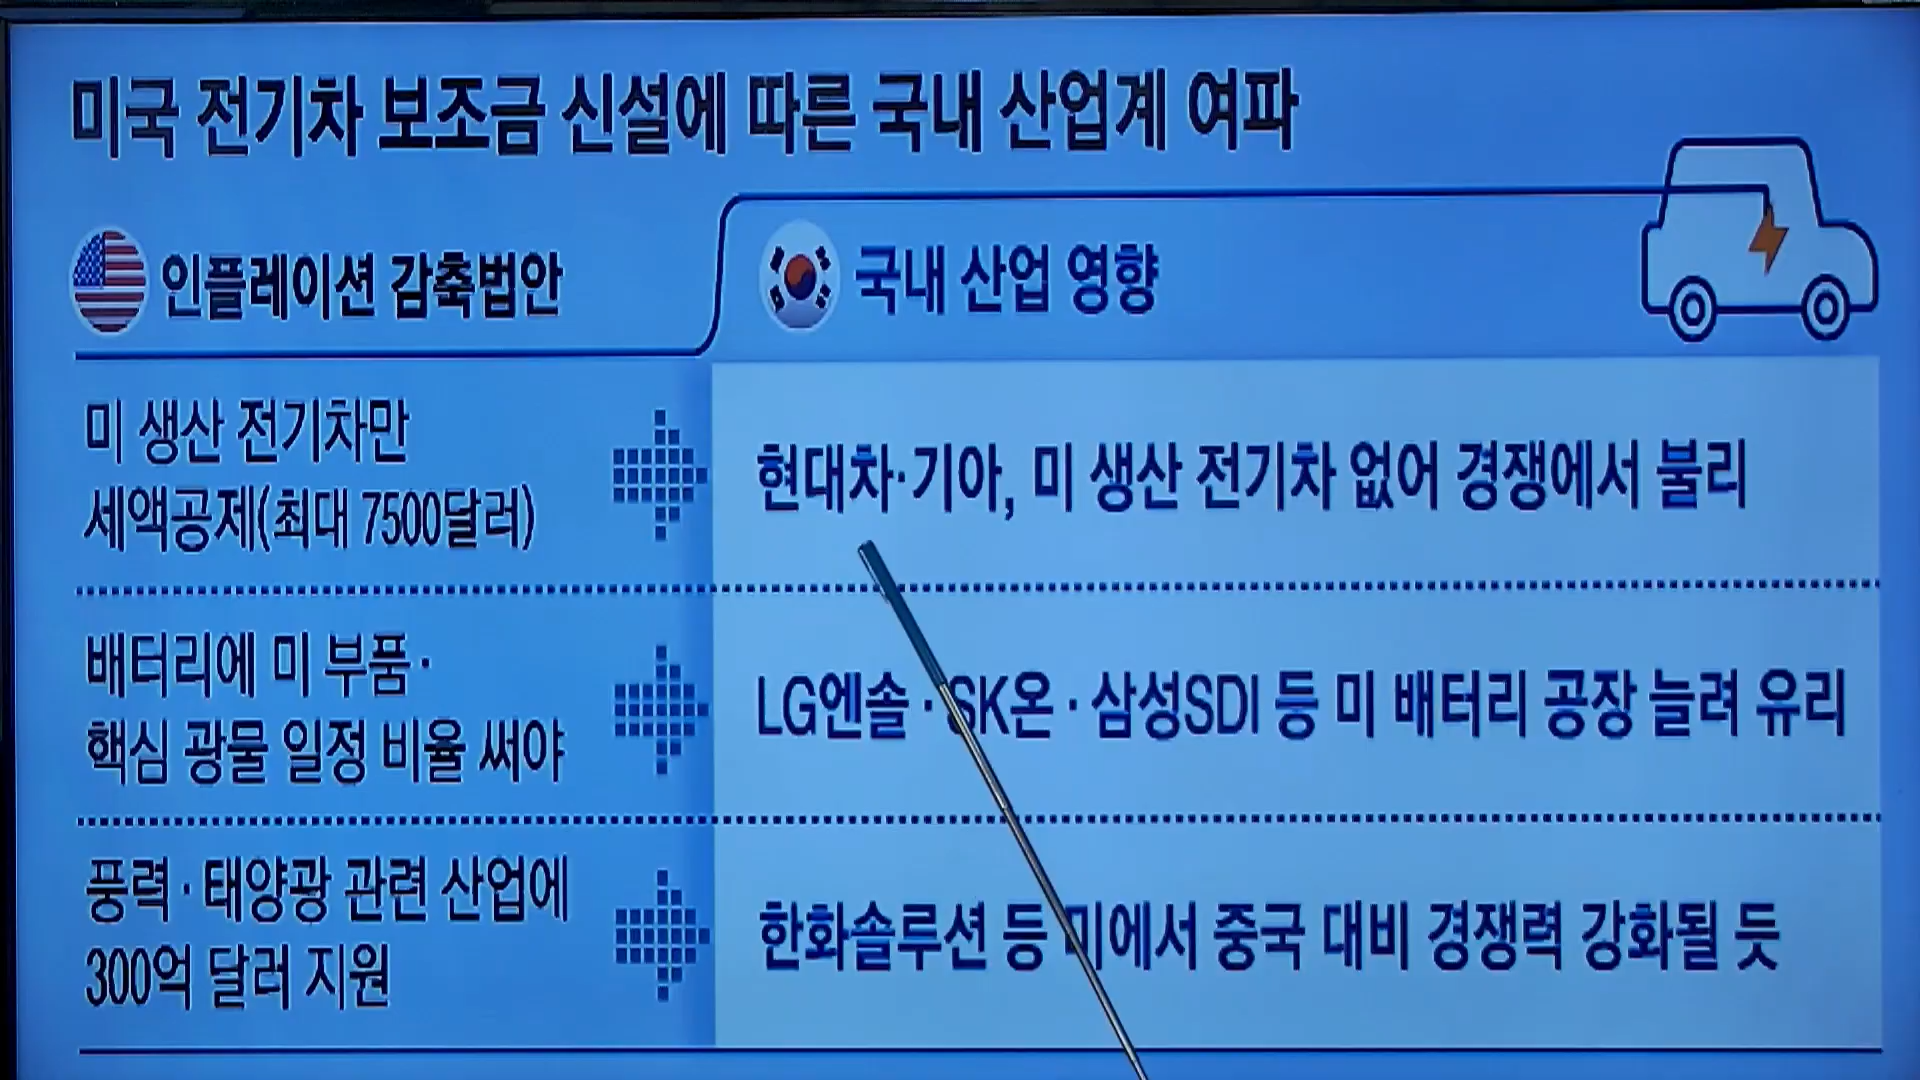 미국 전기차 보조금 신설에 따른 국내 산업계 여파
인플레이션 감축법안
국내 산업 영향
미 생산 전기차만
세액공제(최대 7500달러)
현대차·기아, 미 생산 전기차 없어 경쟁에서 불리
배터리에 미 부품·
핵심 광물 일정 비율 써야
LG엔솔·SK온·삼성SDI 등 미 배터리 공장 늘려 유리
풍력·태양광 관련 산업에
300억 달러 지원
한화솔루션 등 미에서 중국 대비 경쟁력 강화될 듯